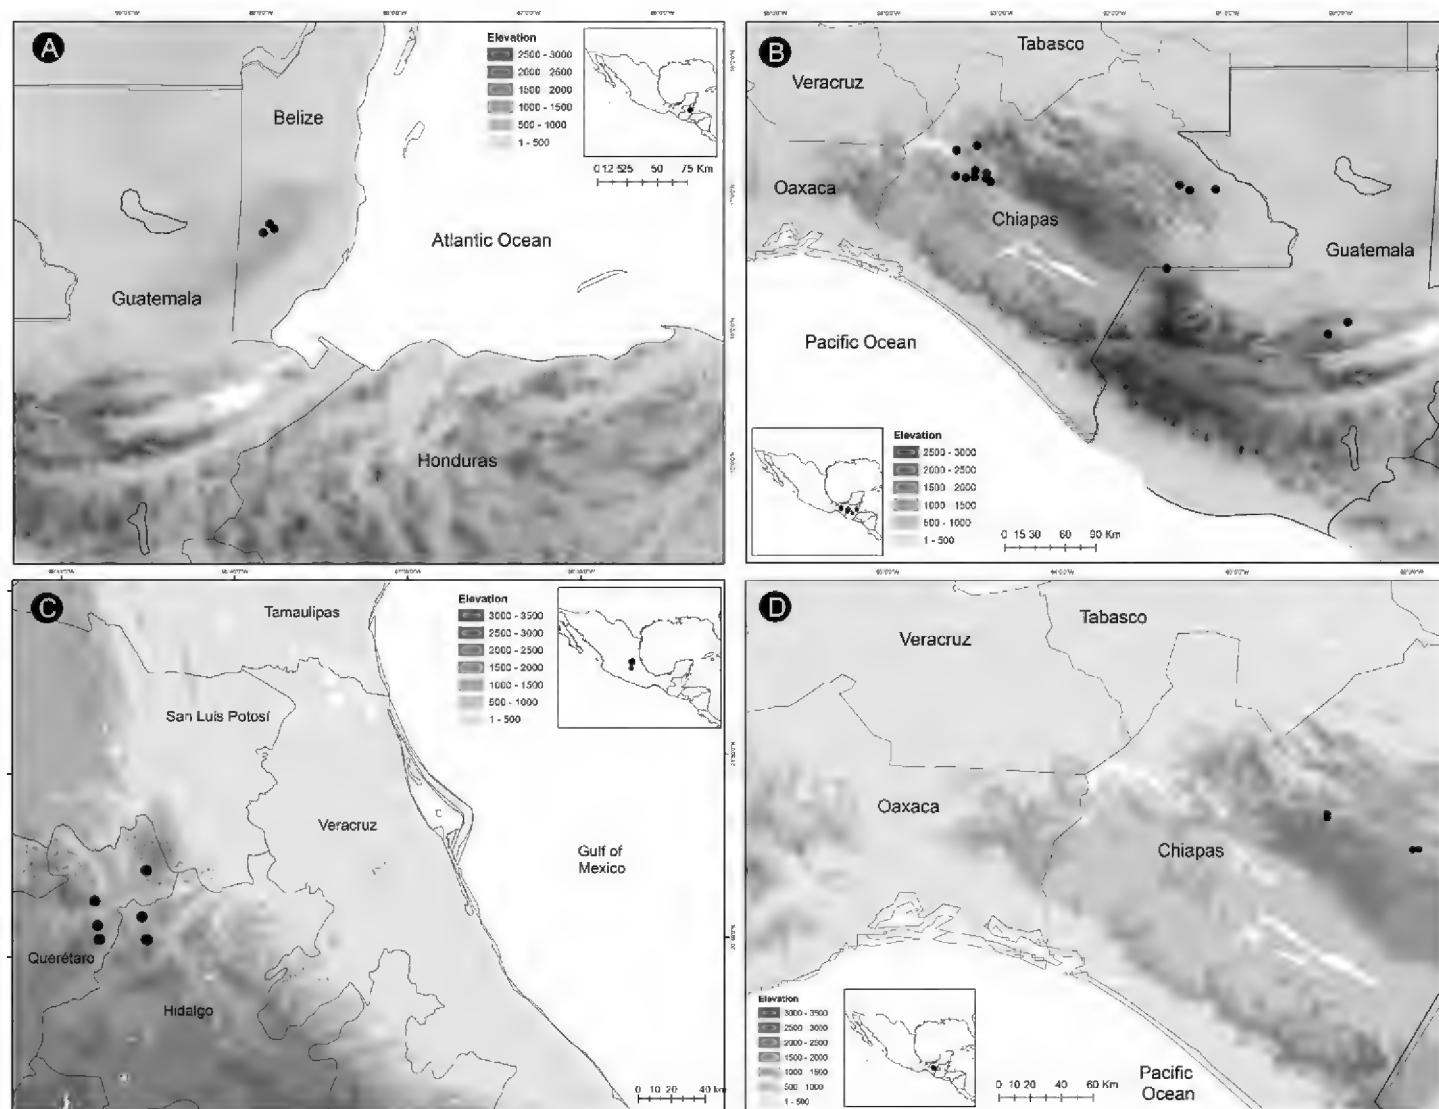 A
Belize
Guatemala
Atlantic Ocean
Honduras
Elevation
2500 - 3000
2000 - 2500
1500 - 2000
1000 - 1500
500 - 1000
1 - 500
0 12.5 25 50 75 Km
B
Tabasco
Veracruz
Oaxaca
Chiapas
Guatemala
Pacific Ocean
Elevation
2500 - 3000
2000 - 2500
1500 - 2000
1000 - 1500
500 - 1000
1 - 500
0 15 30 60 90 Km
C
Tamaulipas
San Luis Potosí
Veracruz
Gulf of
Mexico
Querétaro
Hidalgo
Elevation
3000 - 3500
2500 - 3000
2000 - 2500
1500 - 2000
1000 - 1500
500 - 1000
1 - 500
0 10 20 40 km
D
Tabasco
Veracruz
Oaxaca
Chiapas
Pacific
Ocean
Elevation
3000 - 3500
2500 - 3000
2000 - 2500
1500 - 2000
1000 - 1500
500 - 1000
1 - 500
0 10 20 40 60 Km